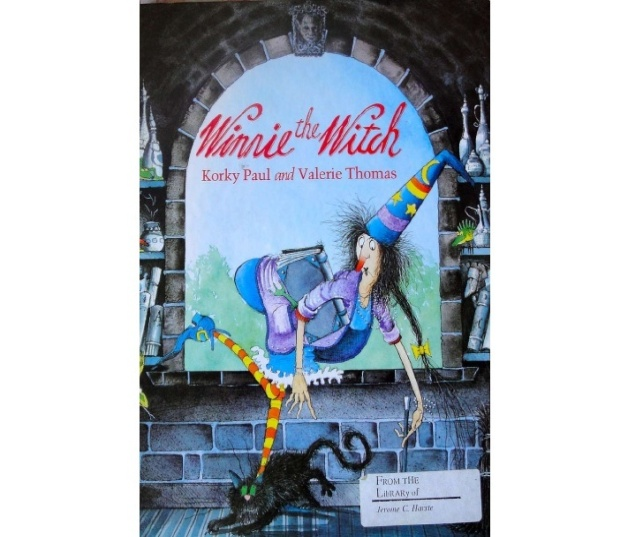 Winnie the Witch
Korky Paul and Valerie Thomas
FROM THE
LIBRARY of
Jerome C. Harste